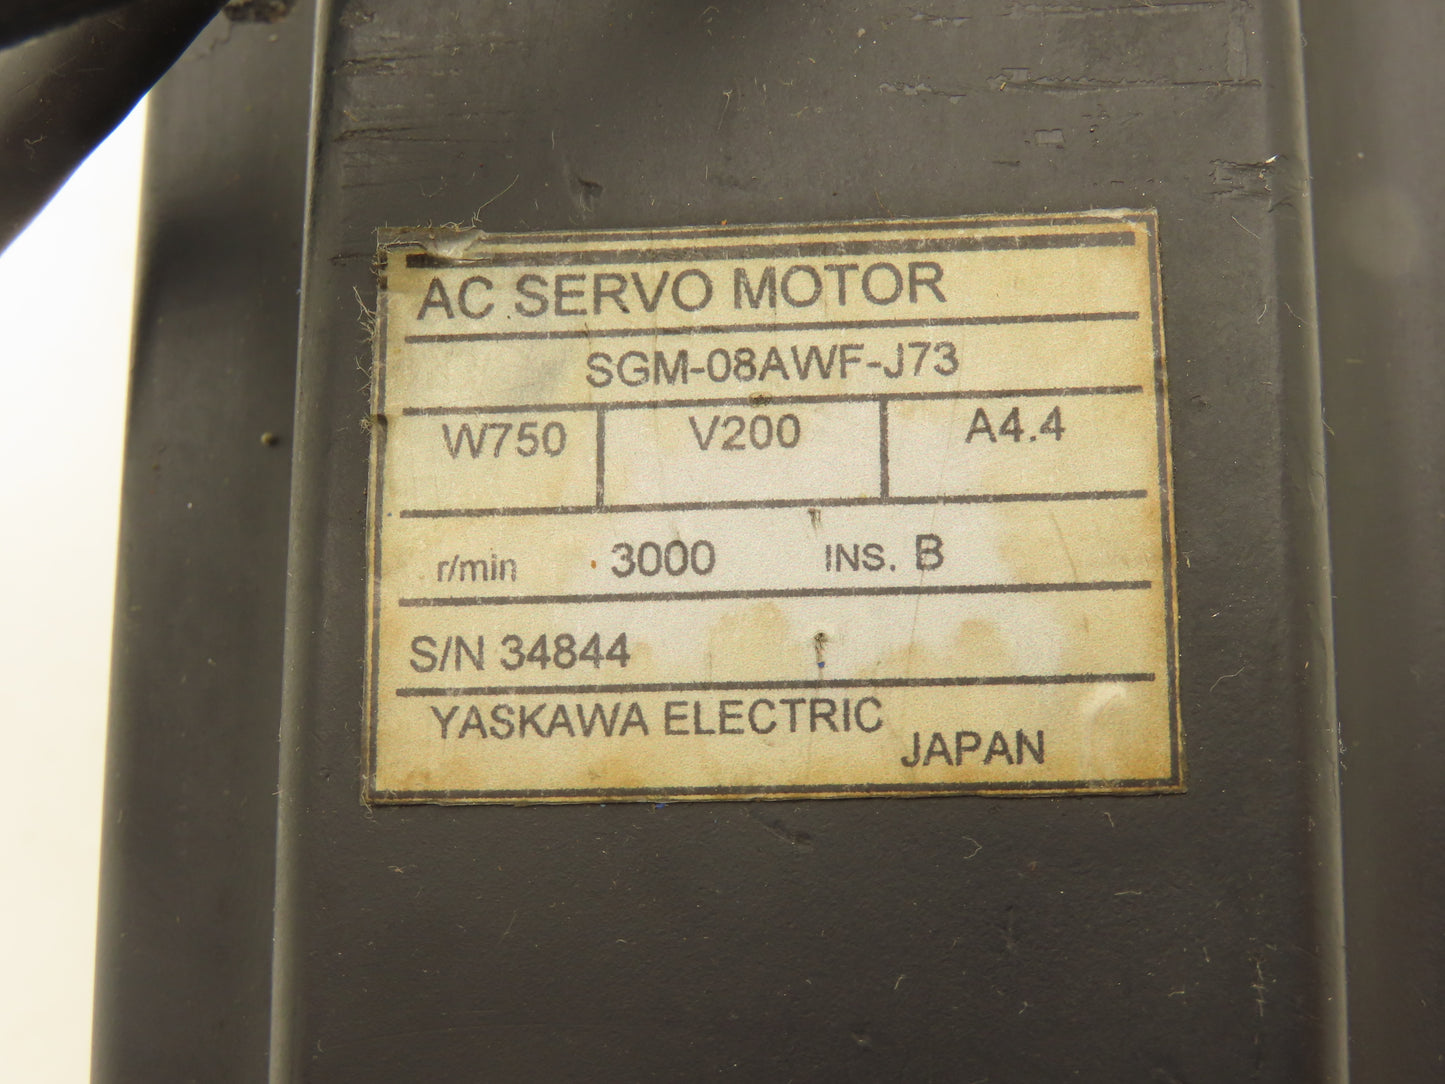 AC SERVO MOTOR
SGM-08AWF-J73
W750 V200 A4.4
r/min 3000 INS. B
S/N 34844
YASKAWA ELECTRIC
JAPAN